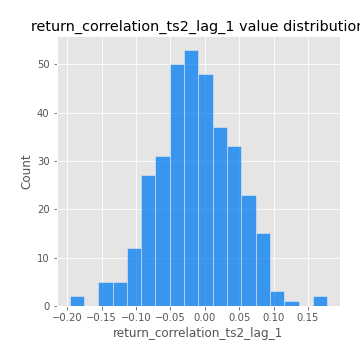 return_correlation_ts2_lag_1 value distribution
50
40
30
20
10
0
Count
−0.20 −0.15 −0.10 −0.05 0.00 0.05 0.10 0.15
return_correlation_ts2_lag_1